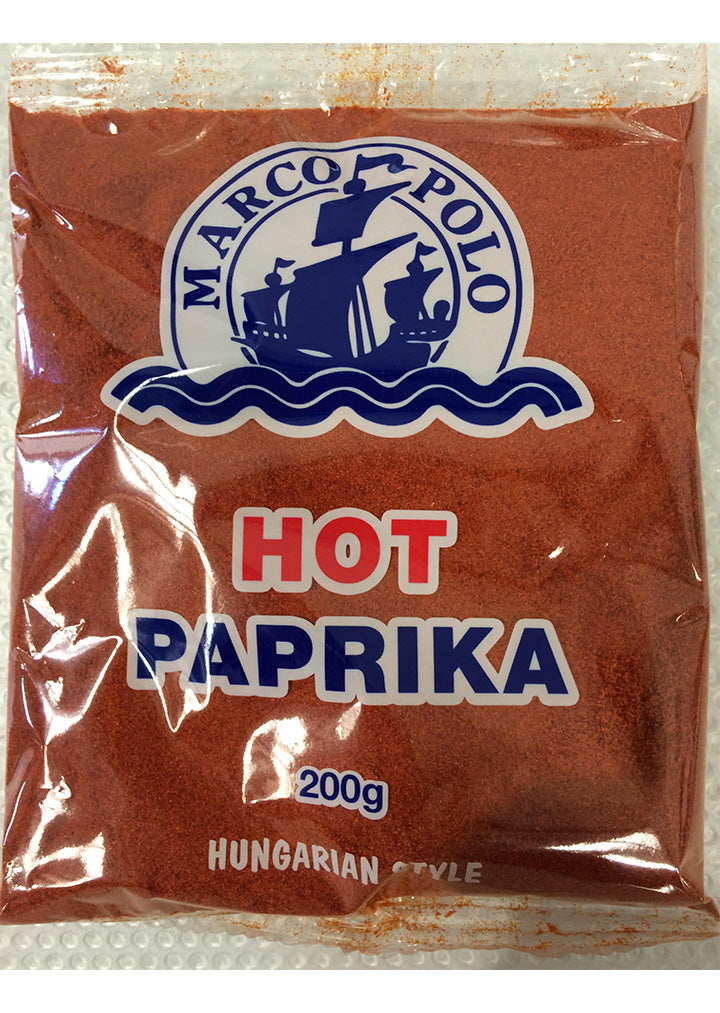 MARCO POLO
HOT
PAPRIKA
200g
HUNGARIAN STYLE